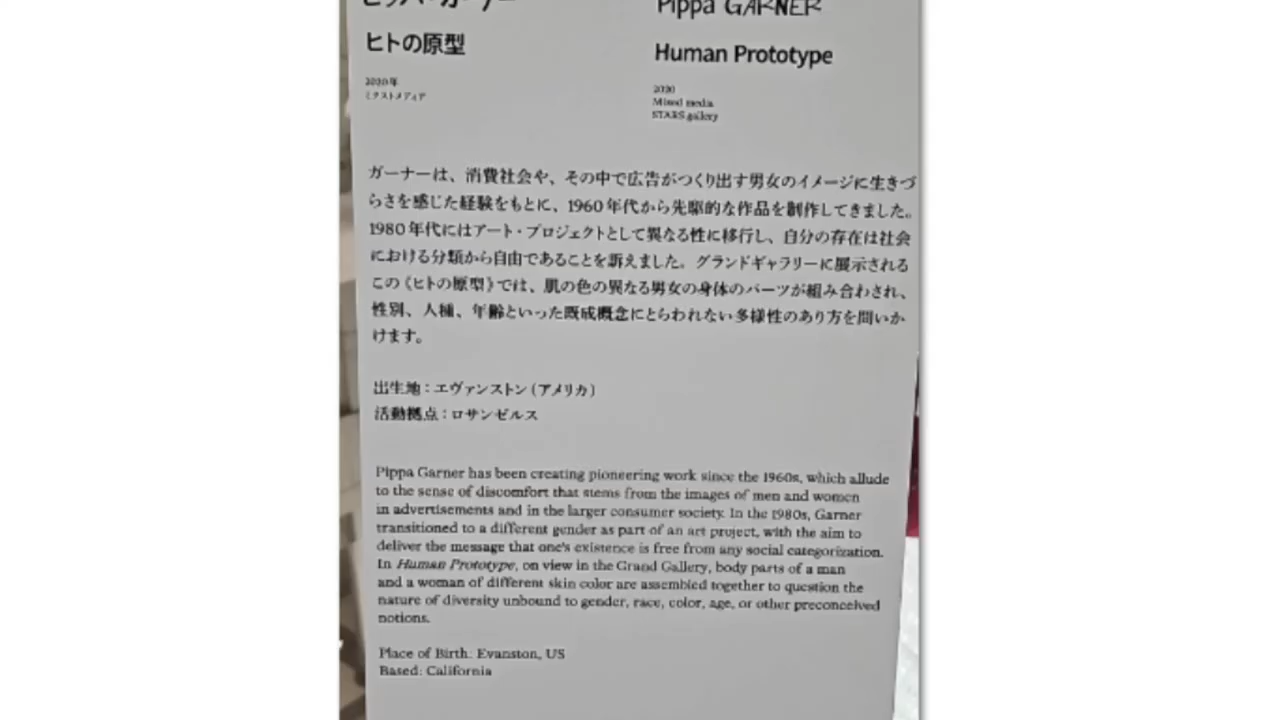 Pippa GARNER
ヒトの原型
Human Prototype
2020年
ミクストメディア
2020
Mixed media
STARS gallery
ガーナーは、消費社会や、その中で広告がつくり出す男女のイメージに生きづ
らさを感じた経験をもとに、1960年代から先駆的な作品を創作してきました。
1980年代にはアート・プロジェクトとして異なる性に移行し、自分の存在は社会
における分類から自由であることを訴えました。グランドギャラリーに展示される
この《ヒトの原型》では、肌の色の異なる男女の身体のパーツが組み合わされ、
性別、人種、年齢といった既成概念にとらわれない多様性のあり方を問いか
けます。
出生地：エヴァンストン（アメリカ）
活動拠点：ロサンゼルス
Pippa Garner has been creating pioneering work since the 1960s, which allude
to the sense of discomfort that stems from the images of men and women
in advertisements and in the larger consumer society. In the 1980s, Garner
transitioned to a different gender as part of an art project, with the aim to
deliver the message that one's existence is free from any social categorization.
In Human Prototype, on view in the Grand Gallery, body parts of a man
and a woman of different skin color are assembled together to question the
nature of diversity unbound to gender, race, color, age, or other preconceived
notions.
Place of Birth: Evanston, US
Based: California